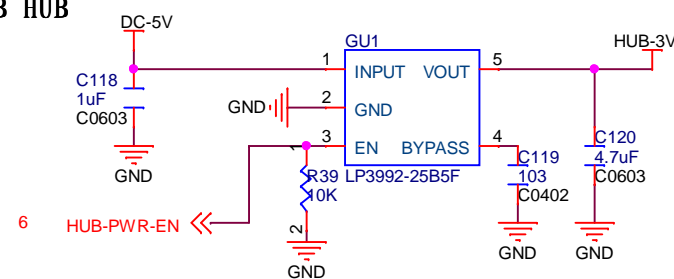 HUB
DC-5V
GU1
HUB-3V
1 INPUT VOUT 5
C118
1uF
C0603
GND
2 GND
3 EN BYPASS 4
LP3992-25B5F
1
R39
10K
2
C119
103
C0402
C120
4.7uF
C0603
6 HUB-PWR-EN
GND
GND
GND
GND